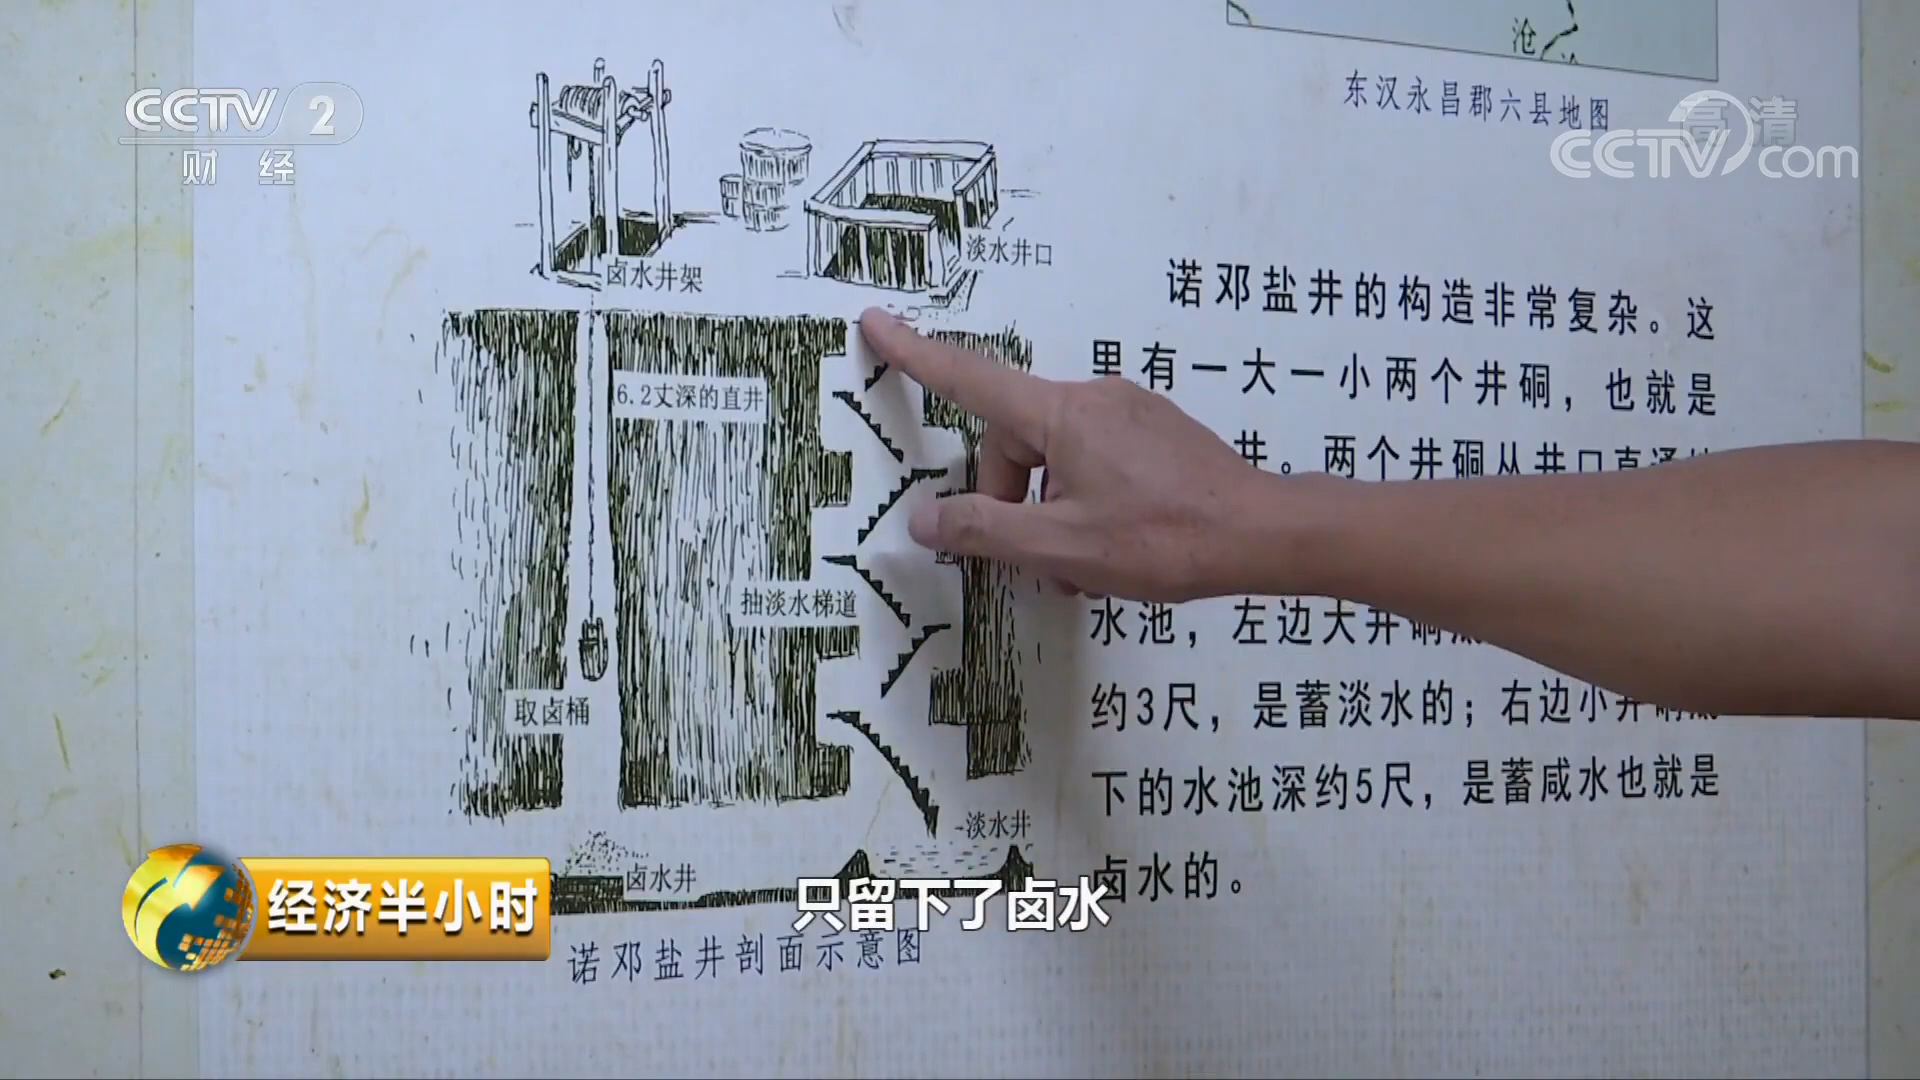 CCTV 2
财经
沧
东汉永昌郡六县地图
高清
CCTV.com
卤水井架
淡水井口
6.2丈深的直井
抽淡水梯道
取卤桶
淡水井
卤水井
诺邓盐井剖面示意图
诺邓盐井的构造非常复杂。这
里有一大一小两个井硐，也就是
井。两个井硐从井口直通
水池，左边大井硐
约3尺，是蓄淡水的；右边小井硐底
下的水池深约5尺，是蓄咸水也就是
卤水的。
经济半小时
只留下了卤水